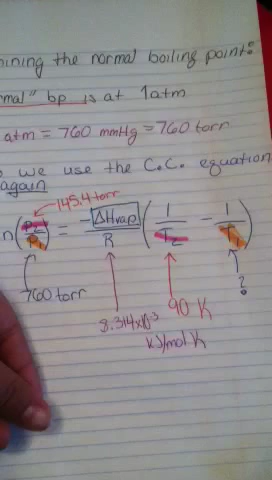 ining the normal boiling point?
mal" bp is at 1atm
atm = 760 mmHg = 760 torr
we use the C.C. equation
again
145.4 torr
n(P2/P1) = -ΔHvap/R (1/T2 - 1/T1)
760 torr
8.314x10-3
kJ/mol.K
90 K
?